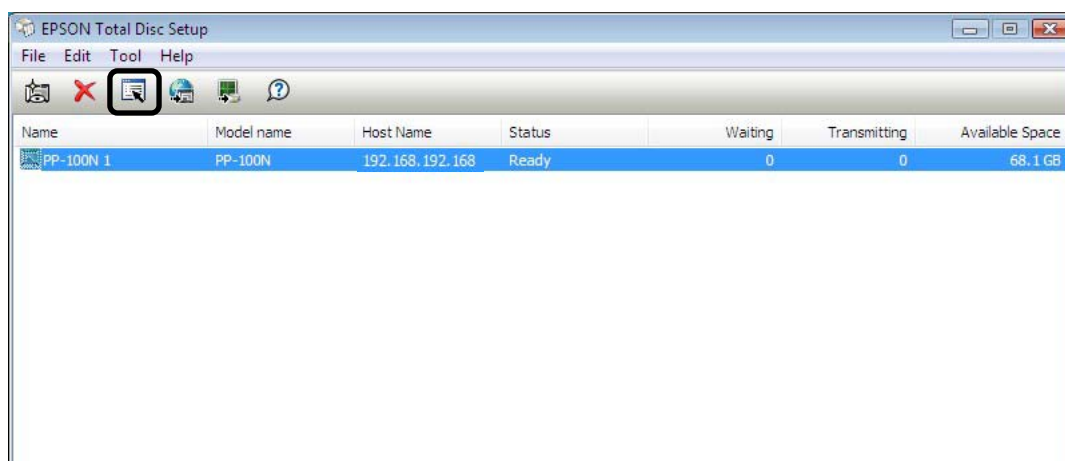 EPSON Total Disc Setup
File Edit Tool Help
Name Model name Host Name Status Waiting Transmitting Available Space
PP-100N 1 PP-100N 192.168.192.168 Ready 0 0 68.1 GB